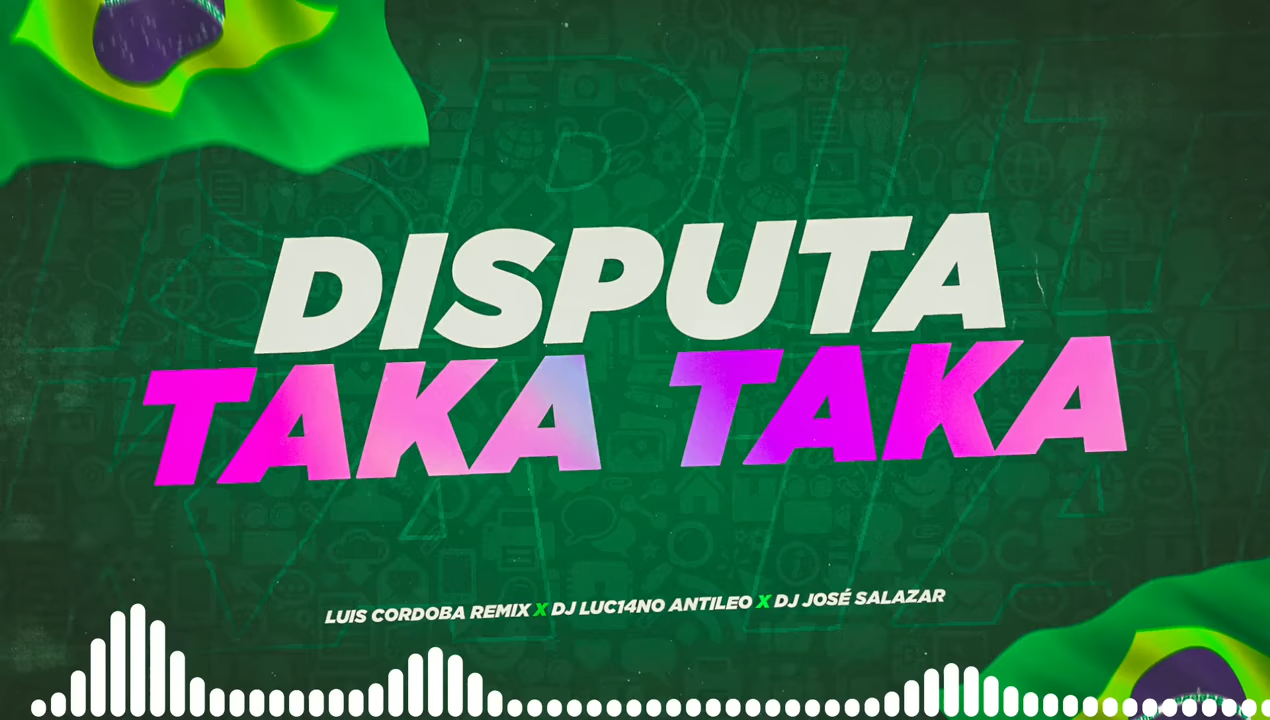 DISPUTA
TAKA TAKA
LUIS CORDOBA REMIX X DJ LUC14NO ANTILEO X DJ JOSÉ SALAZAR